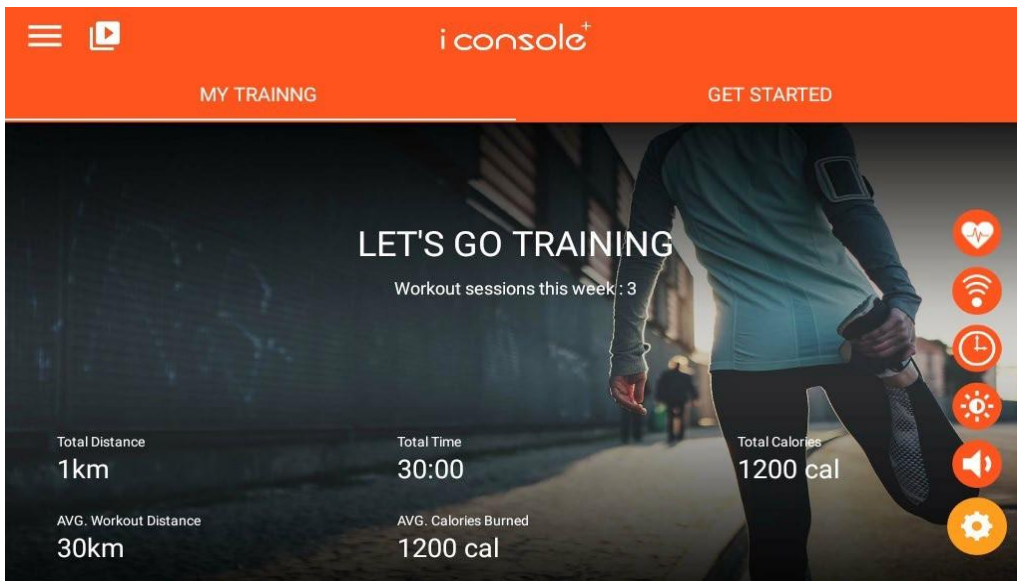 i console+
MY TRAINNG
GET STARTED
LET'S GO TRAINING
Workout sessions this week : 3
Total Distance
1km
Total Time
30:00
Total Calories
1200 cal
AVG. Workout Distance
30km
AVG. Calories Burned
1200 cal